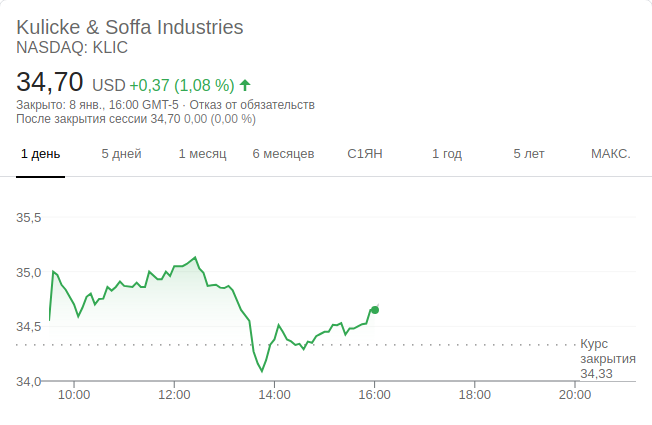 Kulicke & Soffa Industries
NASDAQ: KLIC
34,70 USD +0,37 (1,08 %)
Закрыто: 8 янв., 16:00 GMT-5 · Отказ от обязательств
После закрытия сессии 34,70 0,00 (0,00 %)
1 день 5 дней 1 месяц 6 месяцев С1ЯН 1 год 5 лет МАКС.
35,5
35,0
34,5
Курс
закрытия
34,33
34,0
10:00 12:00 14:00 16:00 18:00 20:00